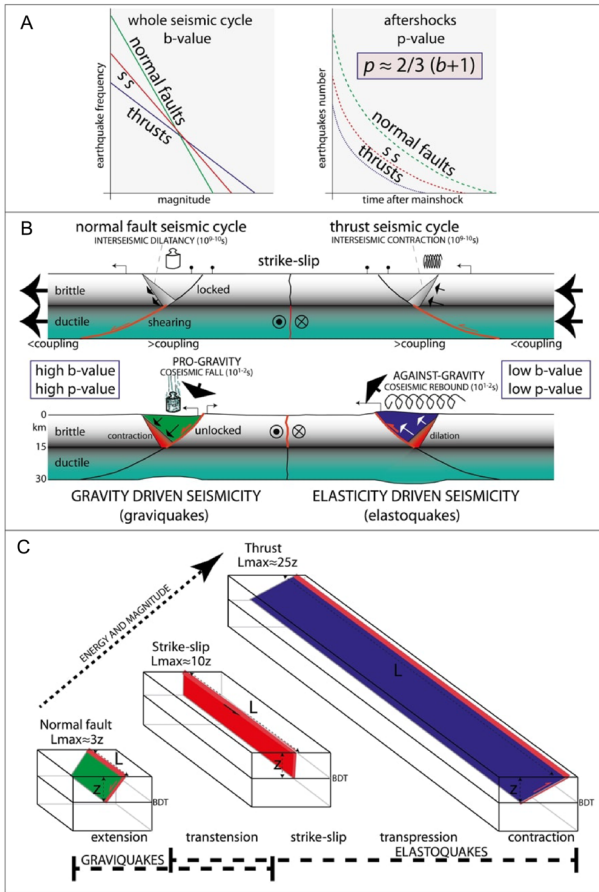 A
whole seismic cycle
b-value
normal faults
s s
thrusts
earthquake frequency
magnitude
aftershocks
p-value
p ≈ 2/3 (b+1)
normal faults
s s
thrusts
earthquakes number
time after mainshock
B
normal fault seismic cycle
INTERSEISMIC DILATANCY (10⁹⁻¹⁰s)
thrust seismic cycle
INTERSEISMIC CONTRACTION (10⁹⁻¹⁰s)
strike-slip
brittle
locked
ductile
shearing
<coupling
>coupling
>coupling
<coupling
high b-value
high p-value
PRO-GRAVITY
COSEISMIC FALL (10¹⁻²s)
AGAINST-GRAVITY
COSEISMIC REBOUND (10¹⁻²s)
low b-value
low p-value
0
km
brittle
15
ductile
30
contraction
unlocked
dilation
GRAVITY DRIVEN SEISMICITY
(graviquakes)
ELASTICITY DRIVEN SEISMICITY
(elastoquakes)
C
ENERGY AND MAGNITUDE
Thrust
Lmax≈25z
L
z
BDT
Strike-slip
Lmax≈10z
L
z
BDT
Normal fault
Lmax≈3z
L
z
BDT
extension
transtension
strike-slip
transpression
contraction
GRAVIQUAKES
ELASTOQUAKES